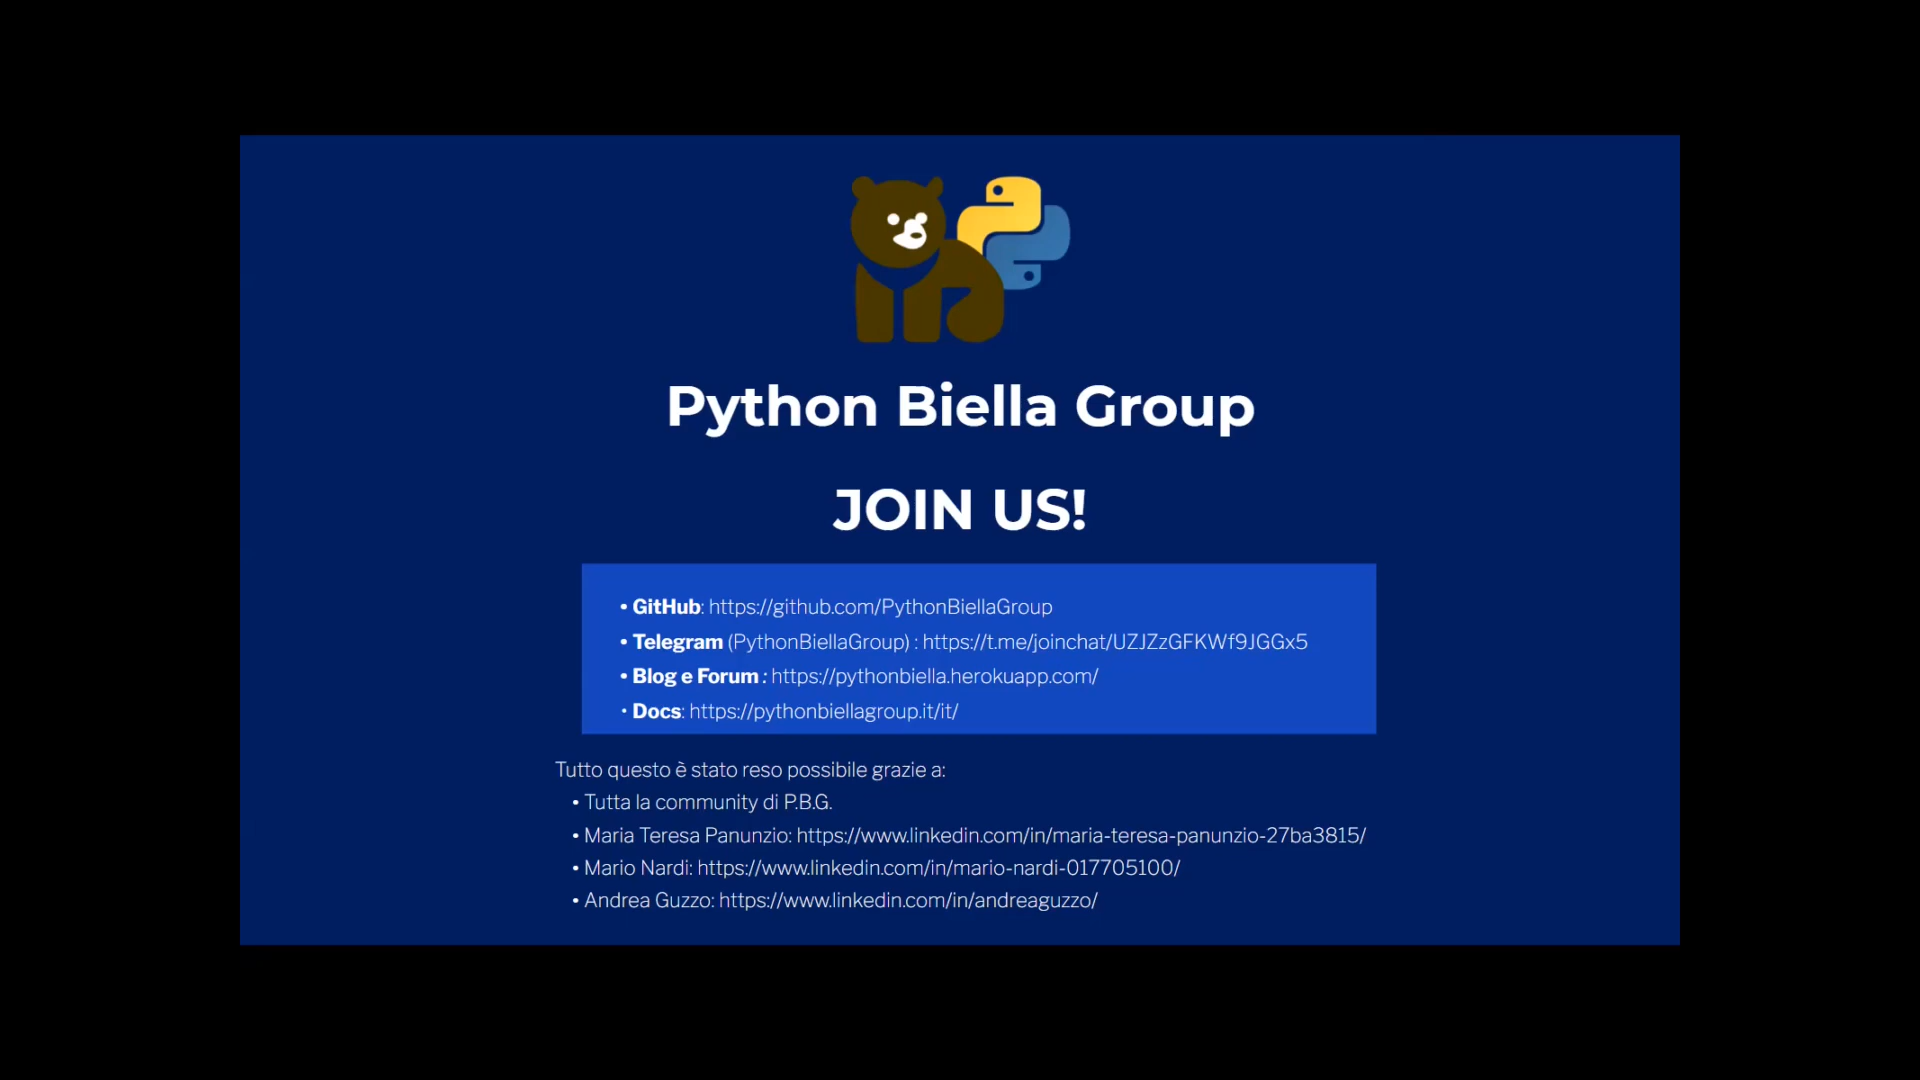 Python Biella Group
JOIN US!
• GitHub: https://github.com/PythonBiellaGroup
• Telegram (PythonBiellaGroup) : https://t.me/joinchat/UZJZzGFKWf9JGGx5
• Blog e Forum : https://pythonbiella.herokuapp.com/
• Docs: https://pythonbiellagroup.it/it/
Tutto questo è stato reso possibile grazie a:
• Tutta la community di P.B.G.
• Maria Teresa Panunzio: https://www.linkedin.com/in/maria-teresa-panunzio-27ba3815/
• Mario Nardi: https://www.linkedin.com/in/mario-nardi-017705100/
• Andrea Guzzo: https://www.linkedin.com/in/andreaguzzo/